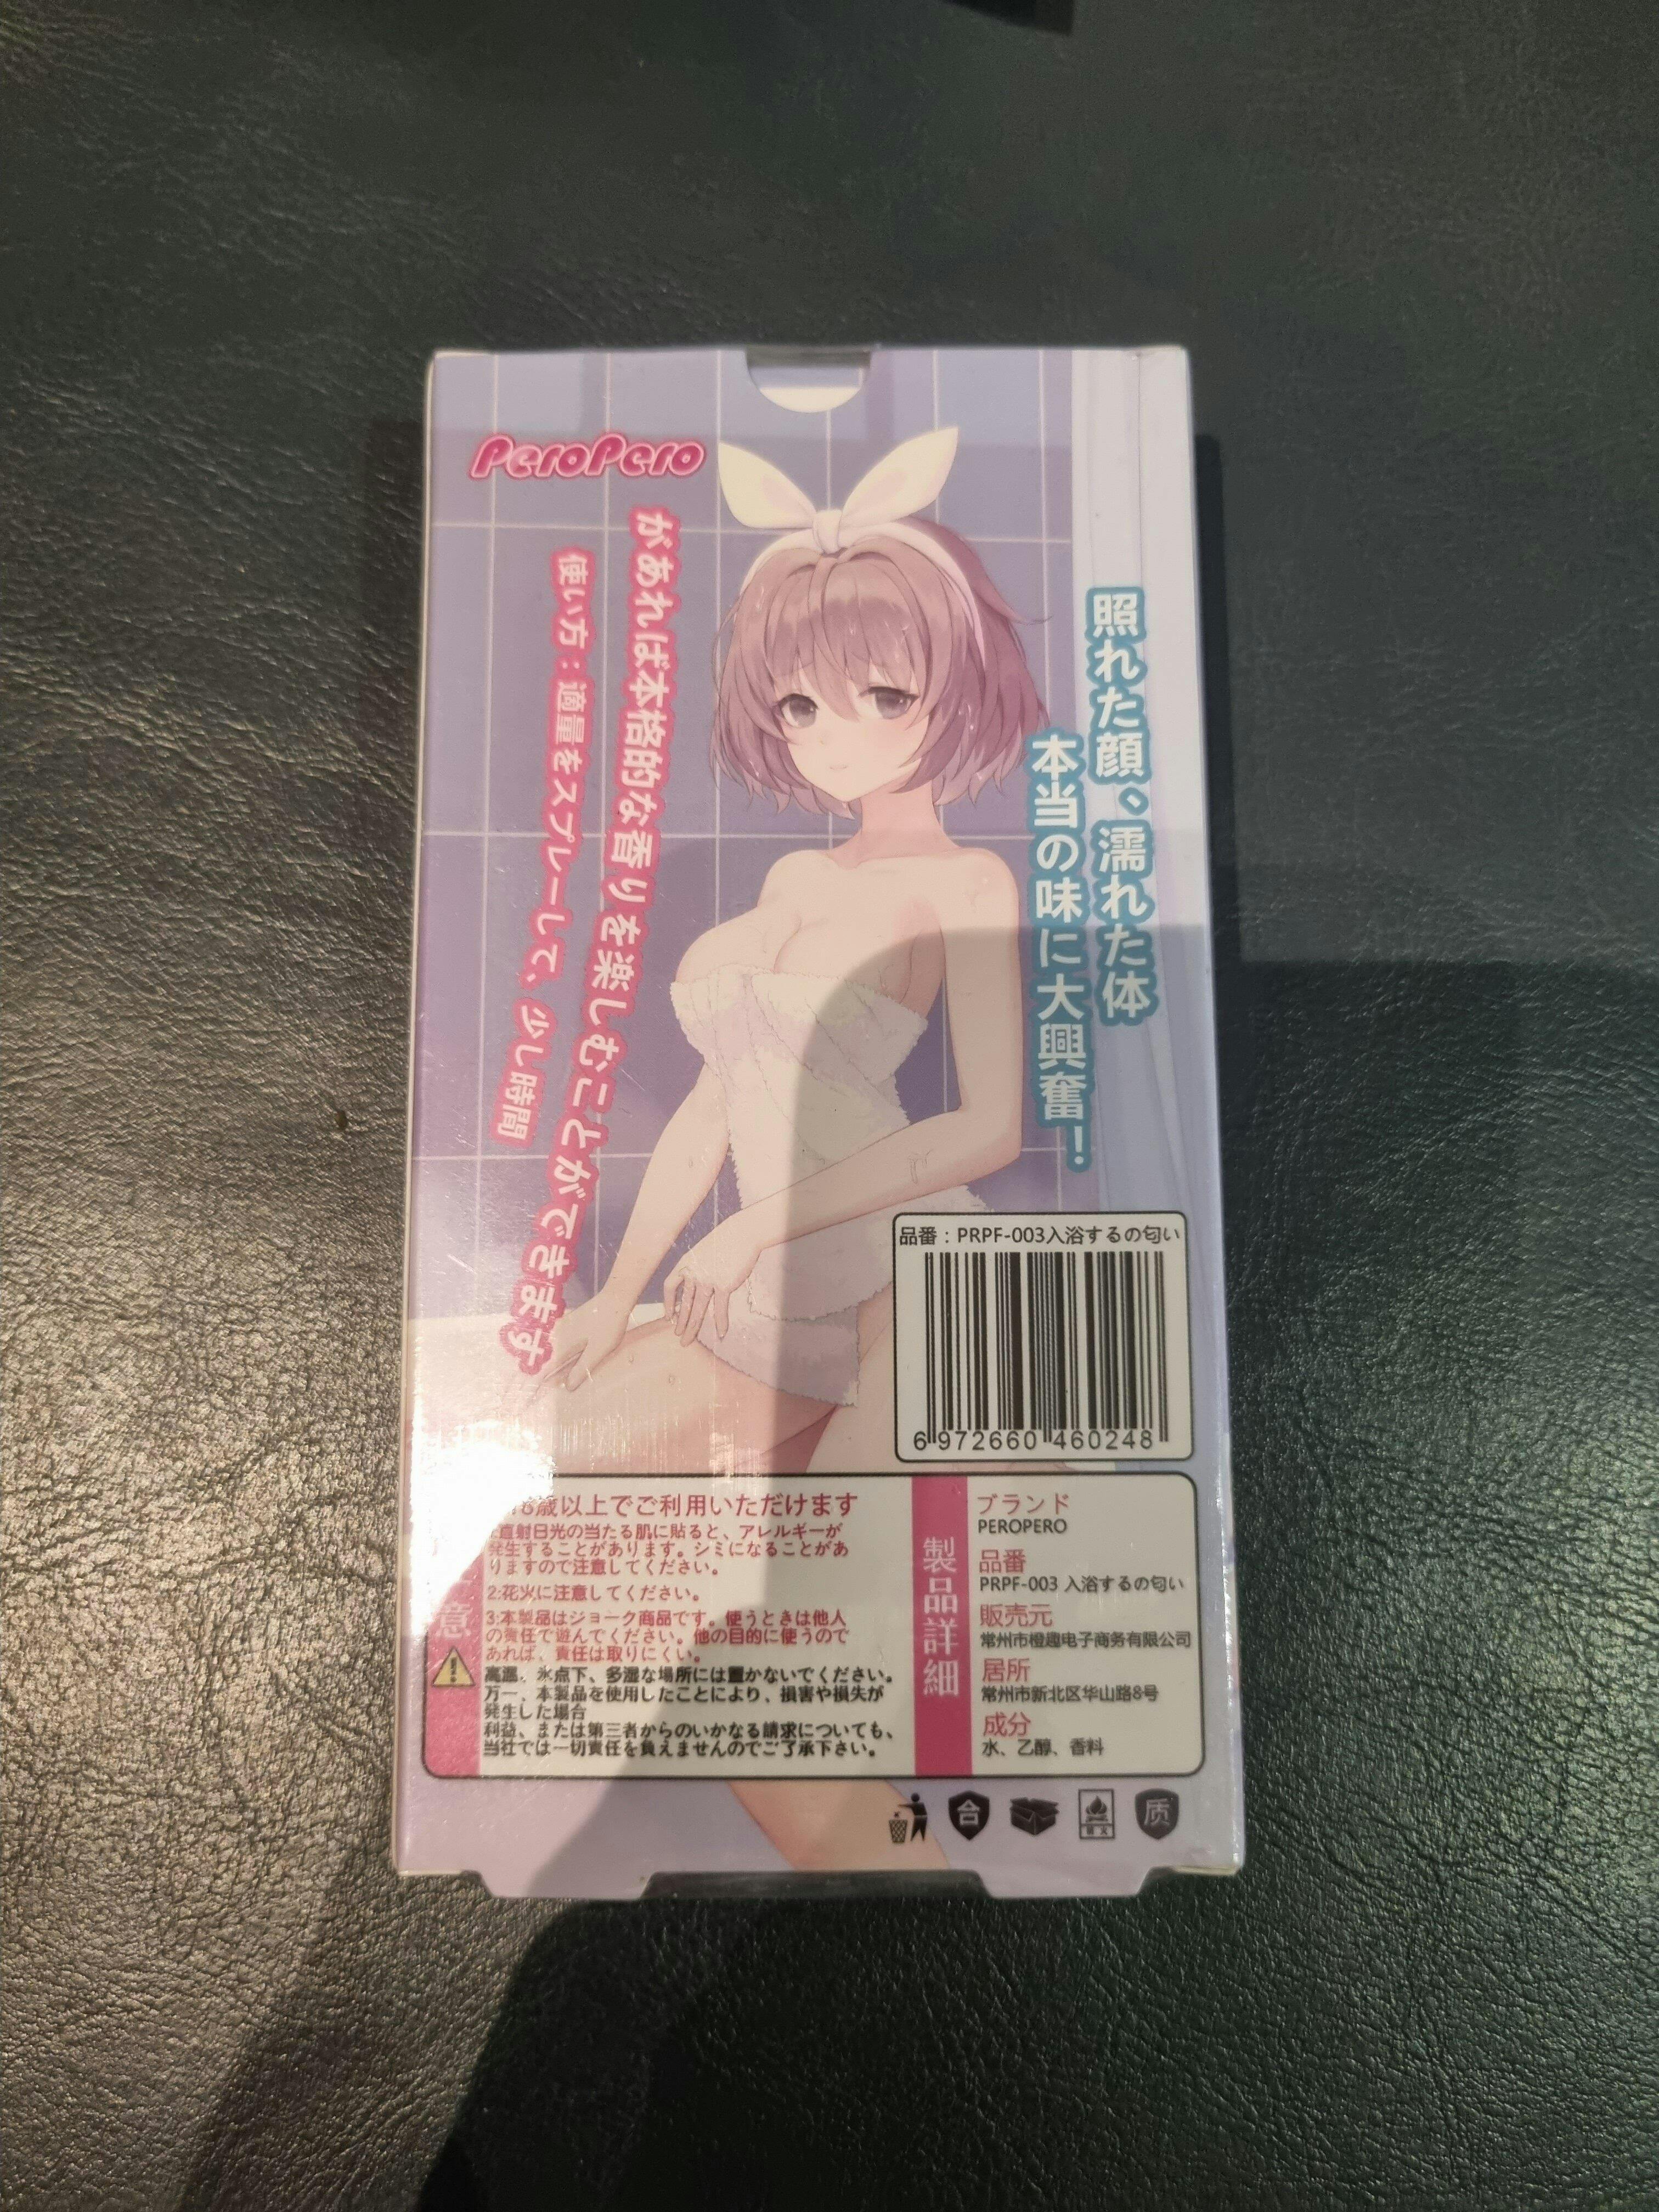 PeroPero
照れた顔、濡れた体
本当の味に大興奮!
使い方:適量をスプレーして、少し時間
があれば本格的な香りを楽しむことができます
品番:PRPF-003入浴するの匂い
6 972660 460248
18歳以上でご利用いただけます
1:直射日光の当たる肌に貼ると、アレルギーが
発生することがあります。シミになることがあ
りますので注意してください。
2:花火に注意してください。
3:本製品はジョーク商品です。使うときは他人
の責任で遊んでください。他の目的に使うので
あれば、責任は取りにくい。
高温、氷点下、多湿な場所には置かないでください。
万一、本製品を使用したことにより、損害や損失が
発生した場合
利益、または第三者からのいかなる請求についても、
当社では一切責任を負えませんのでご了承下さい。
意
製品詳細
ブランド
PEROPERO
品番
PRPF-003 入浴するの匂い
販売元
常州市橙趣电子商务有限公司
居所
常州市新北区华山路8号
成分
水、乙醇、香料
合
质